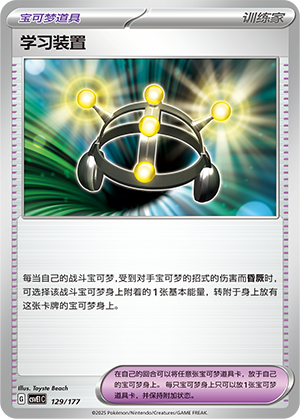 宝可梦道具
训练家
学习装置
每当自己的战斗宝可梦,受到对手宝可梦的招式的伤害而昏厥时,
可选择该战斗宝可梦身上附着的1张基本能量,转附于身上放有
这张卡牌的宝可梦身上。
在自己的回合可以将任意张宝可梦道具卡,放于自己
的宝可梦身上。每只宝可梦身上只可以放1张宝可梦
道具卡,并保持附加状态。
Illus. Toyste Beach
G 129/177
©2025 Pokémon/Nintendo/Creatures/GAME FREAK.